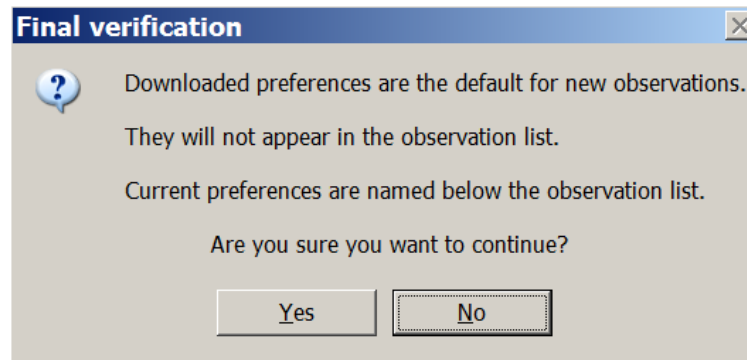 Final verification
Downloaded preferences are the default for new observations.
They will not appear in the observation list.
Current preferences are named below the observation list.
Are you sure you want to continue?
Yes
No